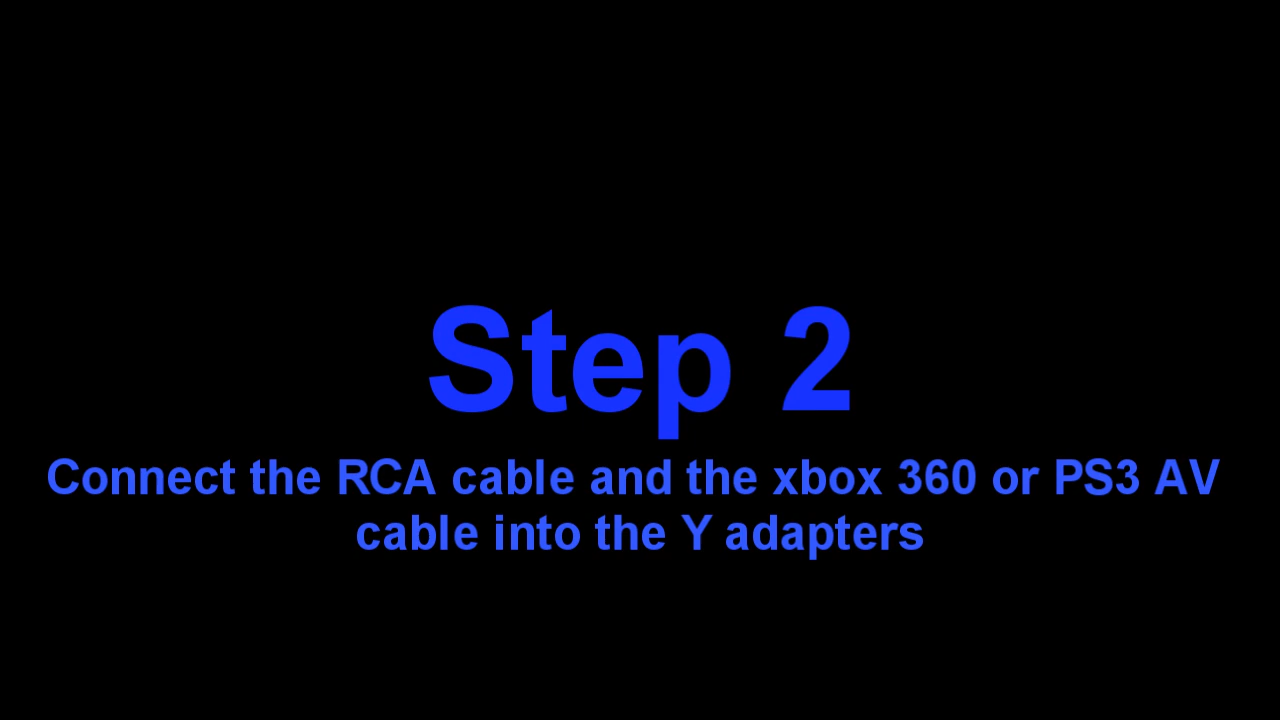 Step 2
Connect the RCA cable and the xbox 360 or PS3 AV
cable into the Y adapters